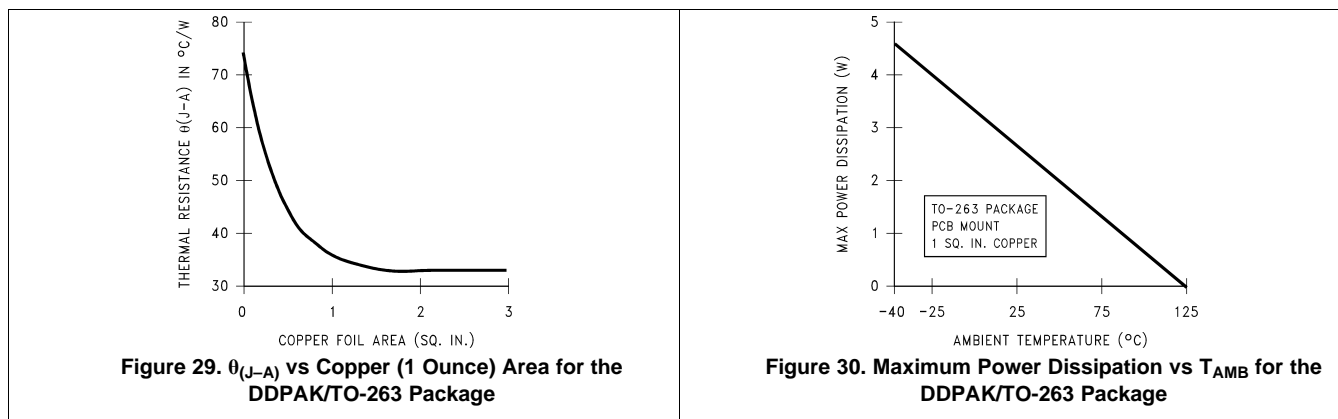 THERMAL RESISTANCE θ(J–A) IN °C/W
80
70
60
50
40
30
0
1
2
3
COPPER FOIL AREA (SQ. IN.)
Figure 29. θ(J–A) vs Copper (1 Ounce) Area for the
DDPAK/TO-263 Package
MAX POWER DISSIPATION (W)
5
4
3
2
1
0
TO-263 PACKAGE
PCB MOUNT
1 SQ. IN. COPPER
-40
-25
25
75
125
AMBIENT TEMPERATURE (°C)
Figure 30. Maximum Power Dissipation vs TAMB for the
DDPAK/TO-263 Package